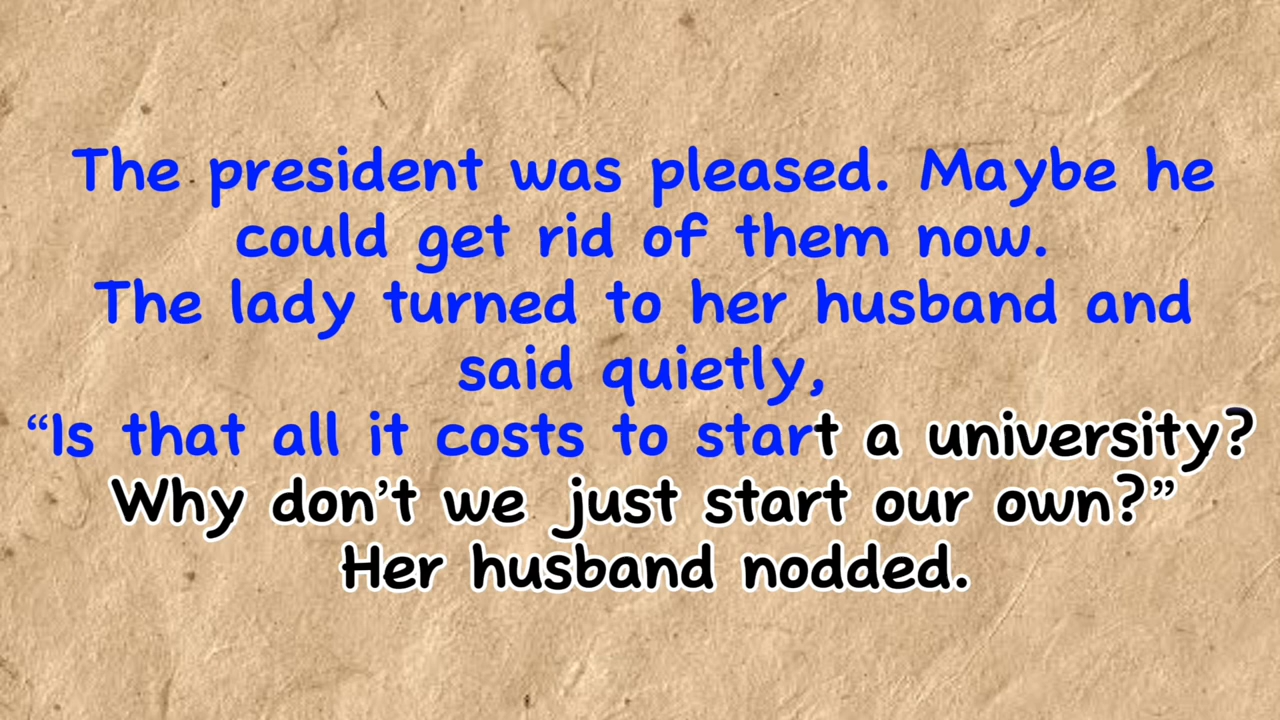 The president was pleased. Maybe he
could get rid of them now.
The lady turned to her husband and
said quietly,
“Is that all it costs to start a university?
Why don’t we just start our own?”
Her husband nodded.